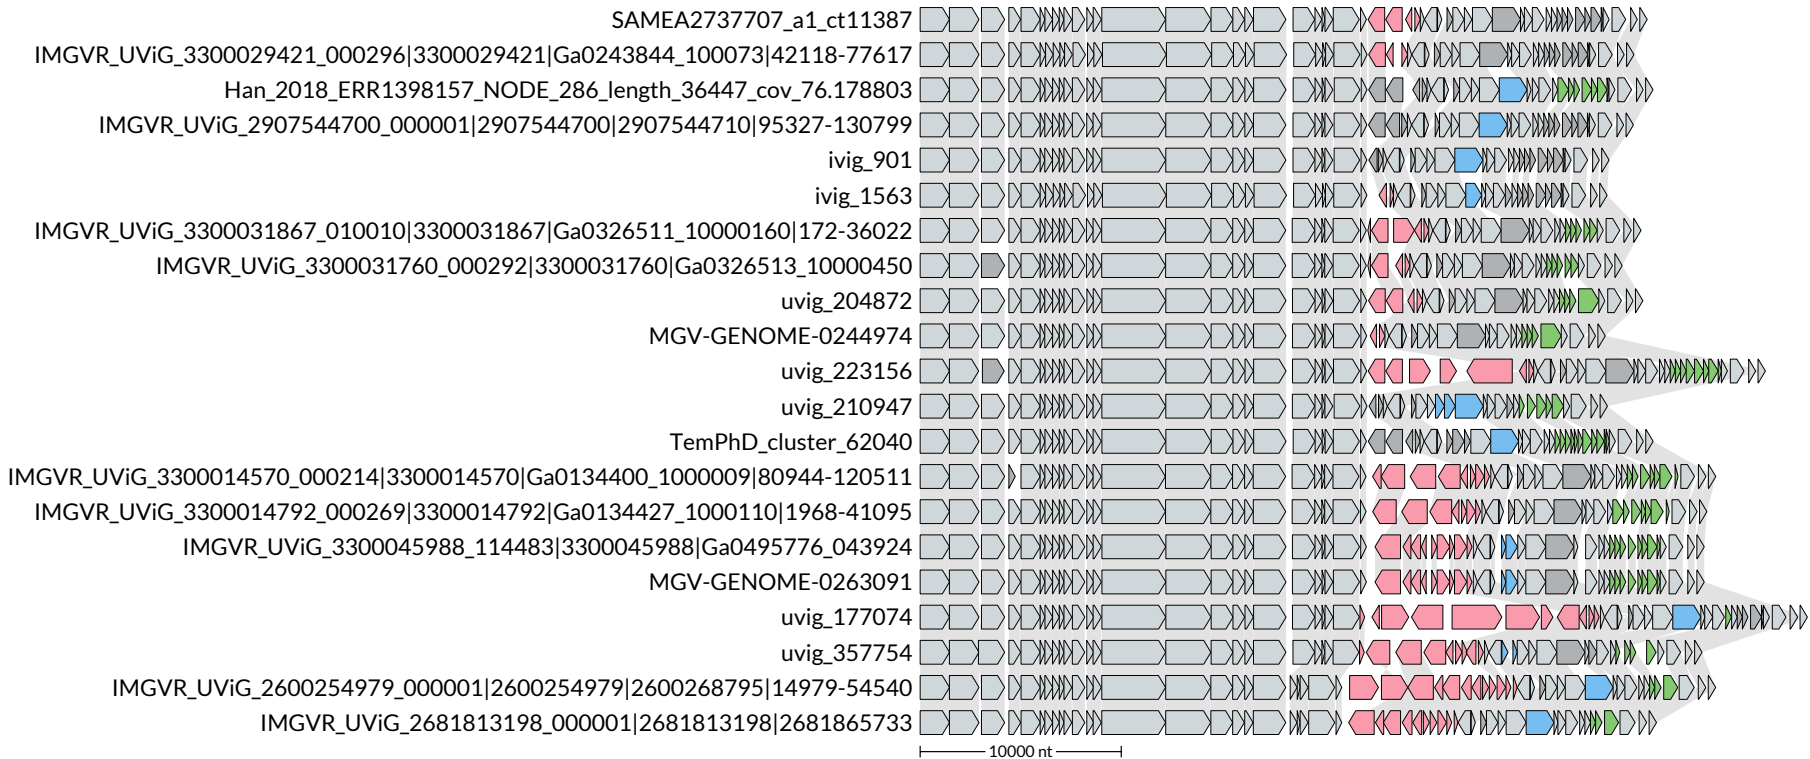 SAMEA2737707_a1_ct11387
IMGVR_UViG_3300029421_000296|3300029421|Ga0243844_100073|42118-77617
Han_2018_ERR1398157_NODE_286_length_36447_cov_76.178803
IMGVR_UViG_2907544700_000001|2907544700|2907544710|95327-130799
ivig_901
ivig_1563
IMGVR_UViG_3300031867_010010|3300031867|Ga0326511_10000160|172-36022
IMGVR_UViG_3300031760_000292|3300031760|Ga0326513_10000450
uvig_204872
MGV-GENOME-0244974
uvig_223156
uvig_210947
TemPhD_cluster_62040
IMGVR_UViG_3300014570_000214|3300014570|Ga0134400_1000009|80944-120511
IMGVR_UViG_3300014792_000269|3300014792|Ga0134427_1000110|1968-41095
IMGVR_UViG_3300045988_114483|3300045988|Ga0495776_043924
MGV-GENOME-0263091
uvig_177074
uvig_357754
IMGVR_UViG_2600254979_000001|2600254979|2600268795|14979-54540
IMGVR_UViG_2681813198_000001|2681813198|2681865733
10000 nt